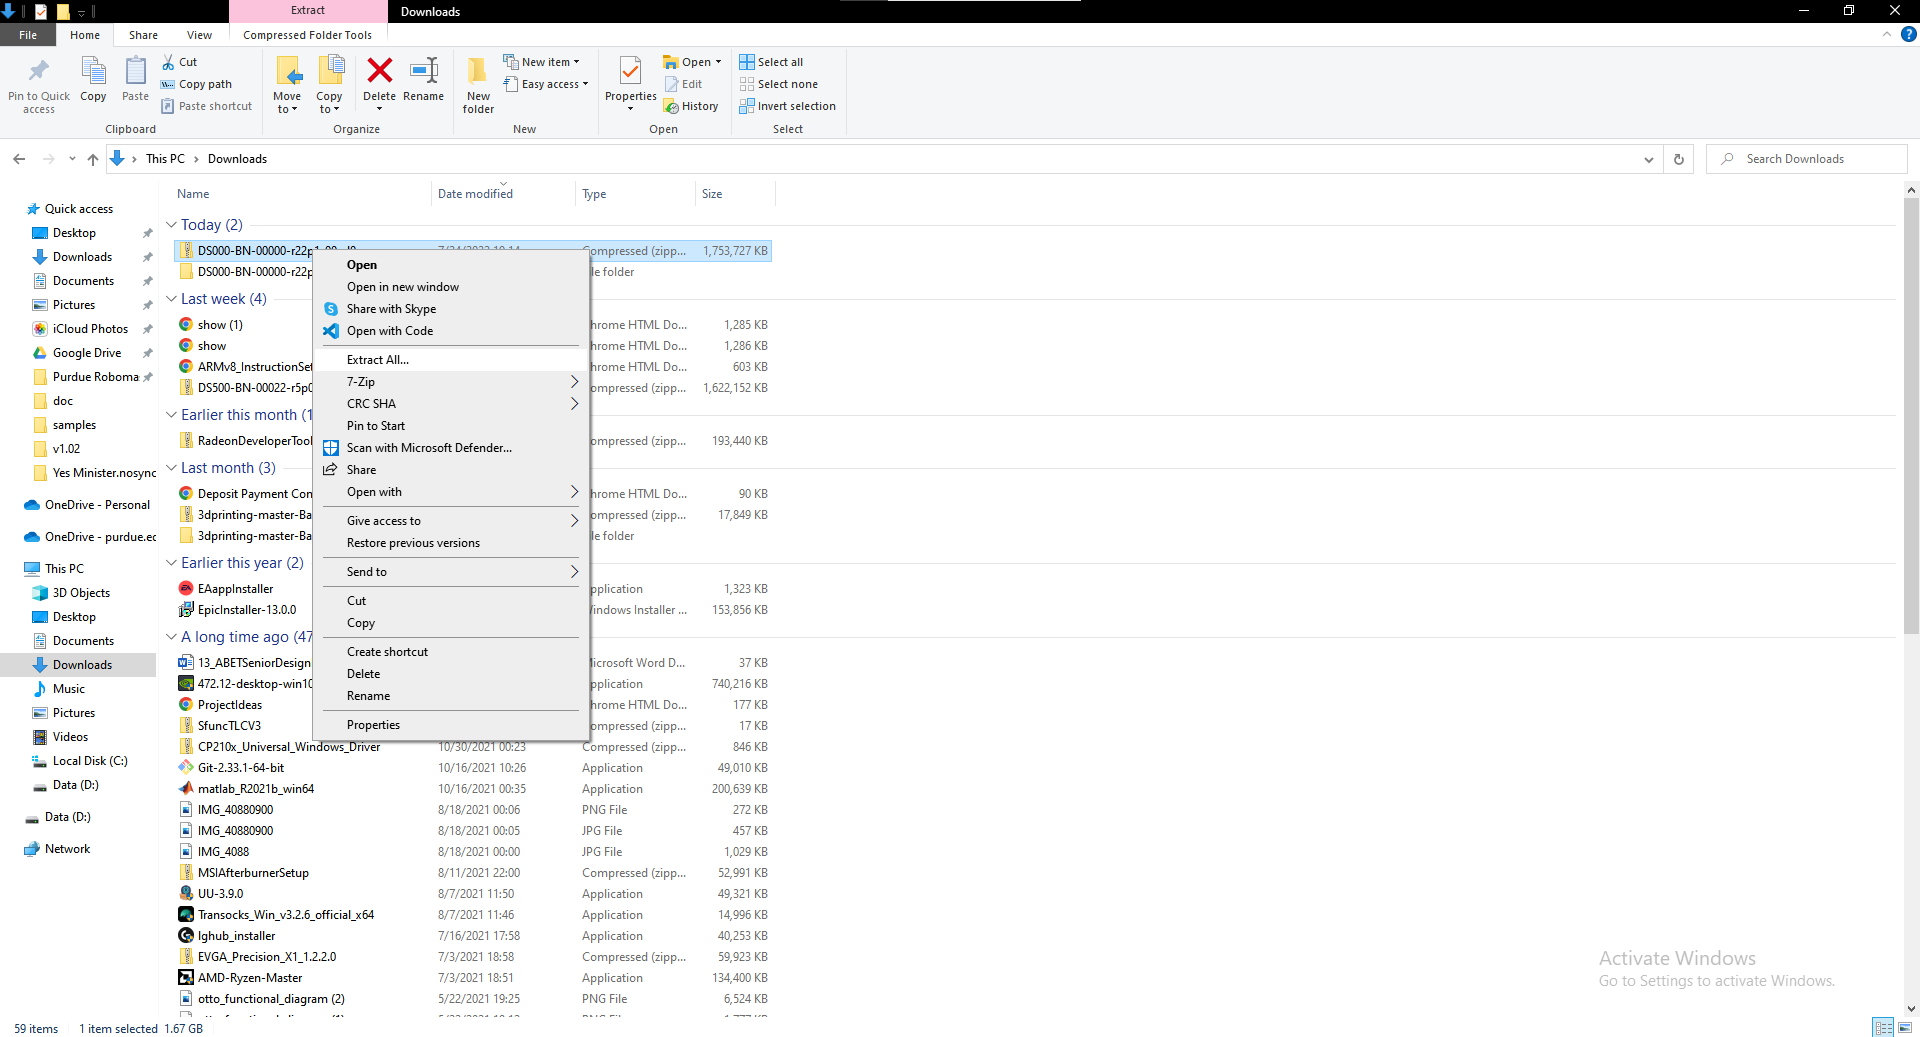 Extract
Downloads
File
Home
Share
View
Compressed Folder Tools
Pin to Quick access
Copy
Paste
Cut
Copy path
Paste shortcut
Clipboard
Move to
Copy to
Delete
Rename
Organize
New folder
New item
Easy access
New
Properties
Open
Edit
History
Open
Select all
Select none
Invert selection
Select
This PC
Downloads
Search Downloads
Name
Date modified
Type
Size
Quick access
Desktop
Downloads
Documents
Pictures
iCloud Photos
Google Drive
Purdue Roboma
doc
samples
v1.02
Yes Minister.nosync
OneDrive - Personal
OneDrive - purdue.ec
This PC
3D Objects
Desktop
Documents
Downloads
Music
Pictures
Videos
Local Disk (C:)
Data (D:)
Data (D:)
Network
Today (2)
DS000-BN-00000-r22p1 ompressed (zipp... 1,753,727 KB
DS000-BN-00000-r22p le folder
Last week (4)
show (1) hrome HTML Do... 1,285 KB
show hrome HTML Do... 1,286 KB
ARMv8_InstructionSet hrome HTML Do... 603 KB
DS500-BN-00022-r5p0 ompressed (zipp... 1,622,152 KB
Earlier this month (1
RadeonDeveloperTool ompressed (zipp... 193,440 KB
Last month (3)
Deposit Payment Con hrome HTML Do... 90 KB
3dprinting-master-Ba ompressed (zipp... 17,849 KB
3dprinting-master-Ba le folder
Earlier this year (2)
EAappInstaller pplication 1,323 KB
EpicInstaller-13.0.0 indows Installer ... 153,856 KB
A long time ago (47
13_ABETSeniorDesign icrosoft Word D... 37 KB
472.12-desktop-win10 pplication 740,216 KB
ProjectIdeas hrome HTML Do... 177 KB
SfuncTLCV3 ompressed (zipp... 17 KB
CP210x_Universal_Windows_Driver 10/30/2021 00:23 Compressed (zipp... 846 KB
Git-2.33.1-64-bit 10/16/2021 10:26 Application 49,010 KB
matlab_R2021b_win64 10/16/2021 00:35 Application 200,639 KB
IMG_40880900 8/18/2021 00:06 PNG File 272 KB
IMG_40880900 8/18/2021 00:05 JPG File 457 KB
IMG_4088 8/18/2021 00:00 JPG File 1,029 KB
MSIAfterburnerSetup 8/11/2021 22:00 Compressed (zipp... 52,991 KB
UU-3.9.0 8/7/2021 11:50 Application 49,321 KB
Transocks_Win_v3.2.6_official_x64 8/7/2021 11:46 Application 14,996 KB
lghub_installer 7/16/2021 17:58 Application 40,253 KB
EVGA_Precision_X1_1.2.2.0 7/3/2021 18:58 Compressed (zipp... 59,923 KB
AMD-Ryzen-Master 7/3/2021 18:51 Application 134,400 KB
otto_functional_diagram (2) 5/22/2021 19:25 PNG File 6,524 KB
Open
Open in new window
Share with Skype
Open with Code
Extract All...
7-Zip
CRC SHA
Pin to Start
Scan with Microsoft Defender...
Share
Open with
Give access to
Restore previous versions
Send to
Cut
Copy
Create shortcut
Delete
Rename
Properties
Activate Windows
Go to Settings to activate Windows.
59 items
1 item selected 1.67 GB